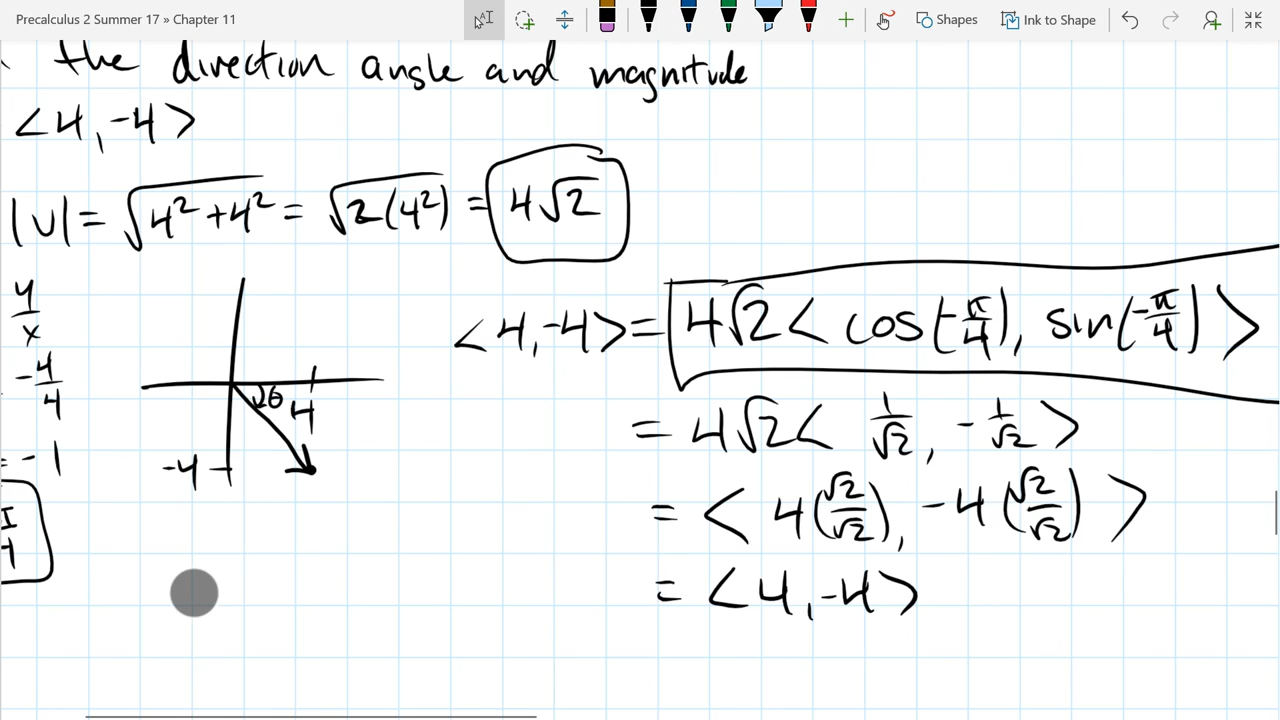 Precalculus 2 Summer 17 » Chapter 11
Shapes
Ink to Shape
the direction angle and magnitude
<4, -4>
|V| = √(4² + 4²) = √(2(4²)) = 4√2
y/x
-4/4
= -1
θ
4
-4
<4, -4> = 4√2 < cos(-π/4), sin(-π/4) >
= 4√2 < 1/√2, -1/√2 >
= < 4(√2/√2), -4(√2/√2) >
= <4, -4>